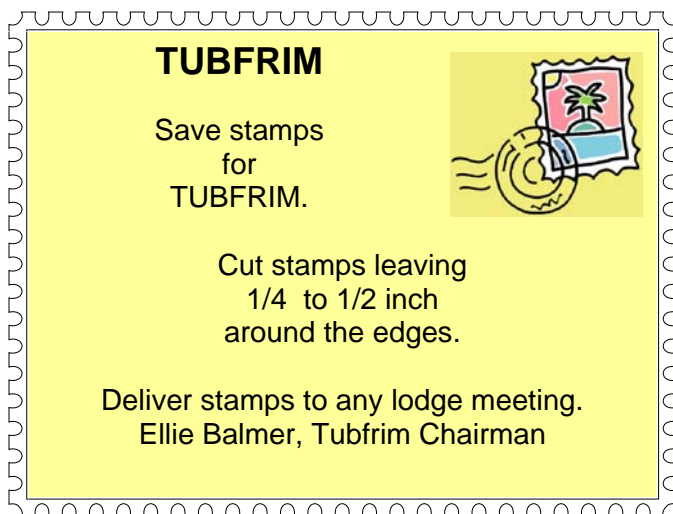 TUBFRIM
Save stamps
for
TUBFRIM.
Cut stamps leaving
1/4 to 1/2 inch
around the edges.
Deliver stamps to any lodge meeting.
Ellie Balmer, Tubfrim Chairman